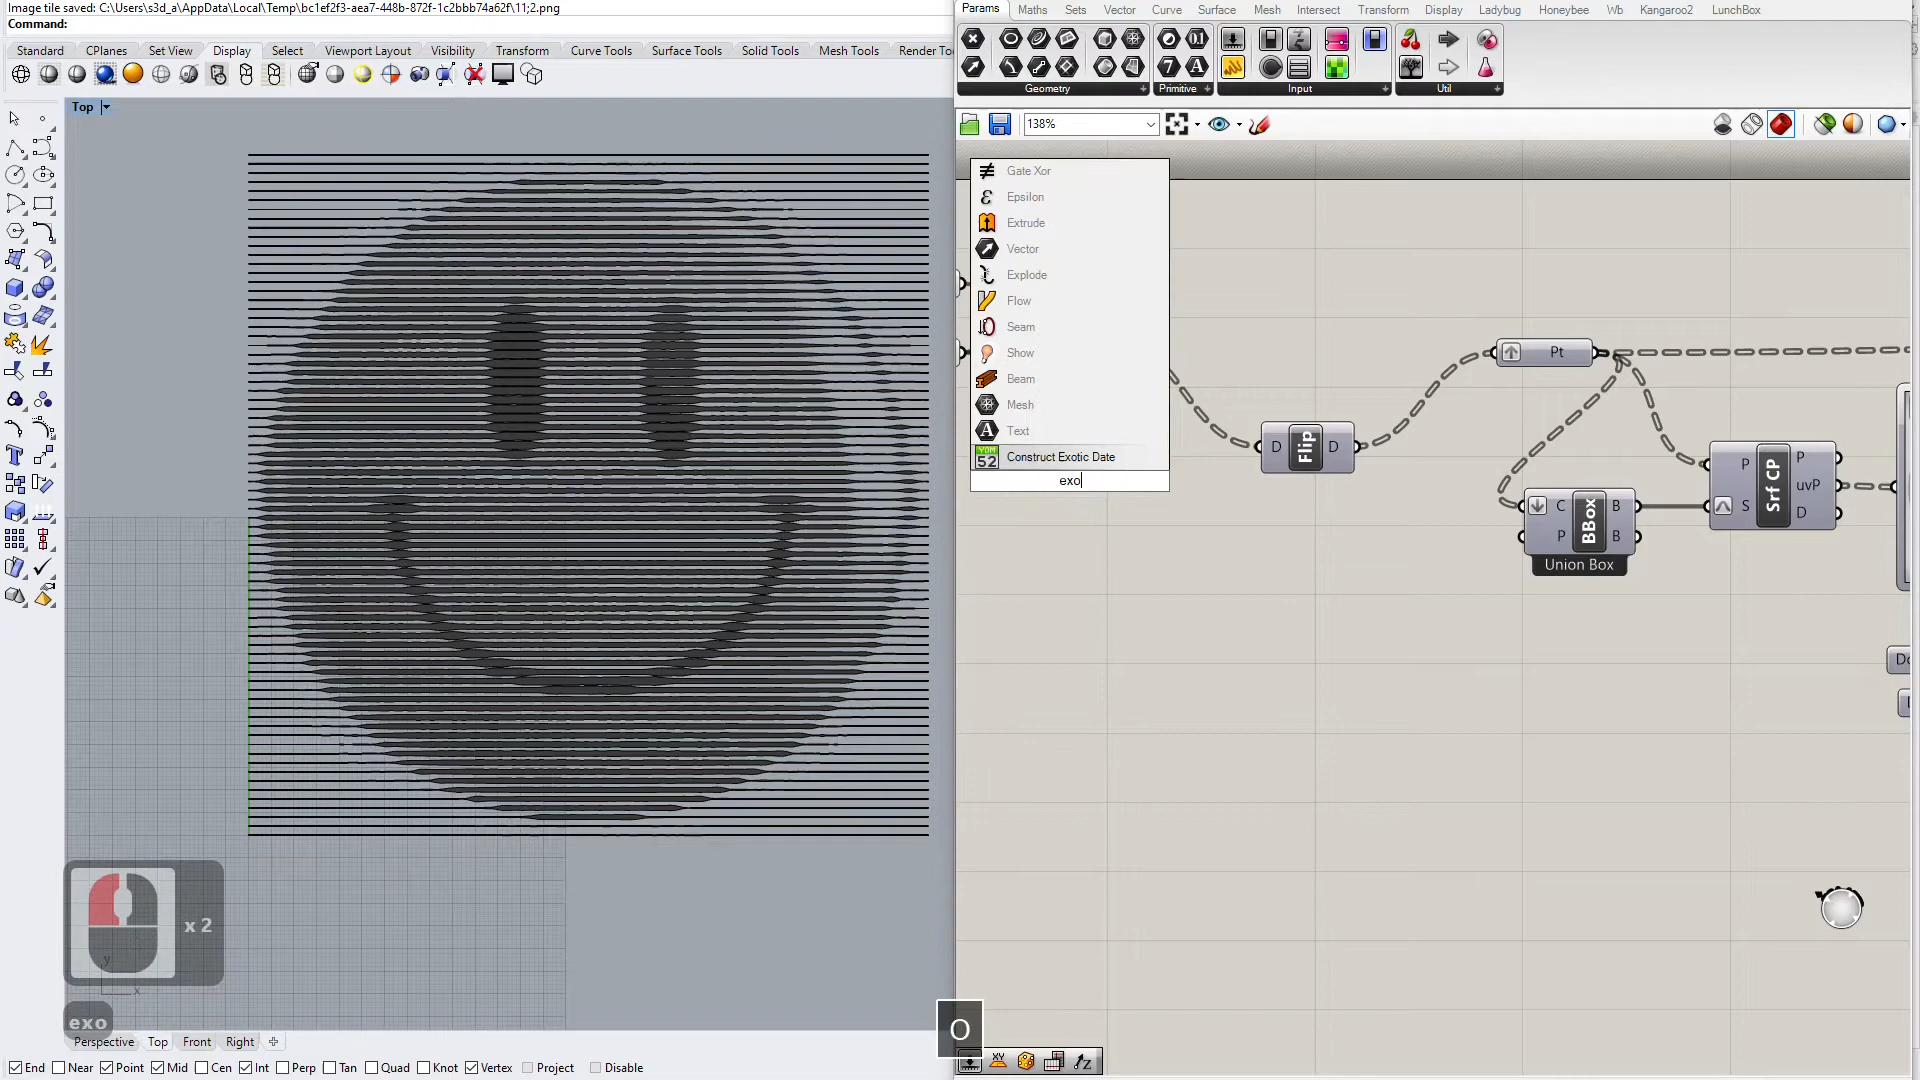 Image tile saved: C:\Users\s3d_a\AppData\Local\Temp\bc1ef2f3-aea7-448b-872f-1c2bbb74a62f\11;2.png
Command:
Standard CPlanes Set View Display Select Viewport Layout Visibility Transform Curve Tools Surface Tools Solid Tools Mesh Tools Render To
Top
x 2
y
x
exo
Perspective Top Front Right
End Near Point Mid Cen Int Perp Tan Quad Knot Vertex Project Disable
O
Params Maths Sets Vector Curve Surface Mesh Intersect Transform Display Ladybug Honeybee Wb Kangaroo2 LunchBox
Geometry Primitive Input Util
138%
Gate Xor
Epsilon
Extrude
Vector
Explode
Flow
Seam
Show
Beam
Mesh
Text
Construct Exotic Date
exo
D Flip D
Pt
C BBox B
P B
Union Box
P Srf CP P
uvP
S D